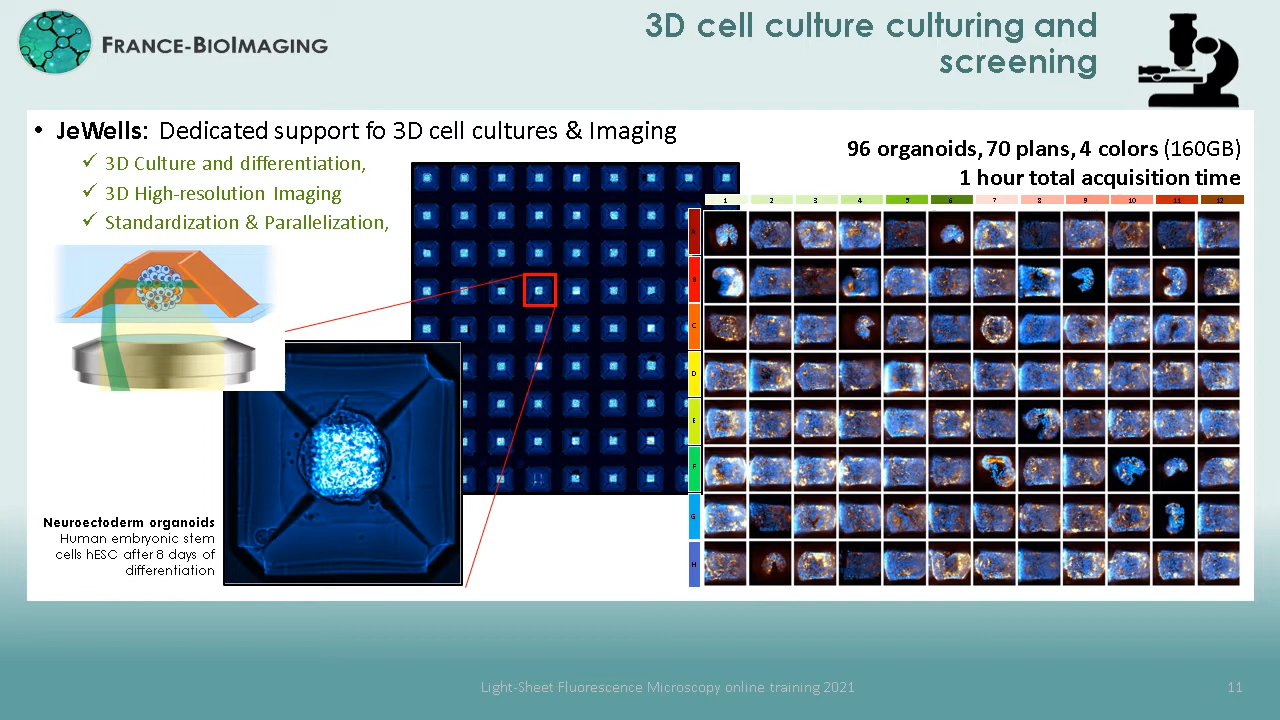 FRANCE-BIOIMAGING
3D cell culture culturing and
screening
• JeWells: Dedicated support fo 3D cell cultures & Imaging
✓ 3D Culture and differentiation,
✓ 3D High-resolution Imaging
✓ Standardization & Parallelization,
96 organoids, 70 plans, 4 colors (160GB)
1 hour total acquisition time
1 2 3 4 5 6 7 8 9 10 11 12
A
B
C
D
E
F
G
H
Neuroectoderm organoids
Human embryonic stem
cells hESC after 8 days of
differentiation
Light-Sheet Fluorescence Microscopy online training 2021
11